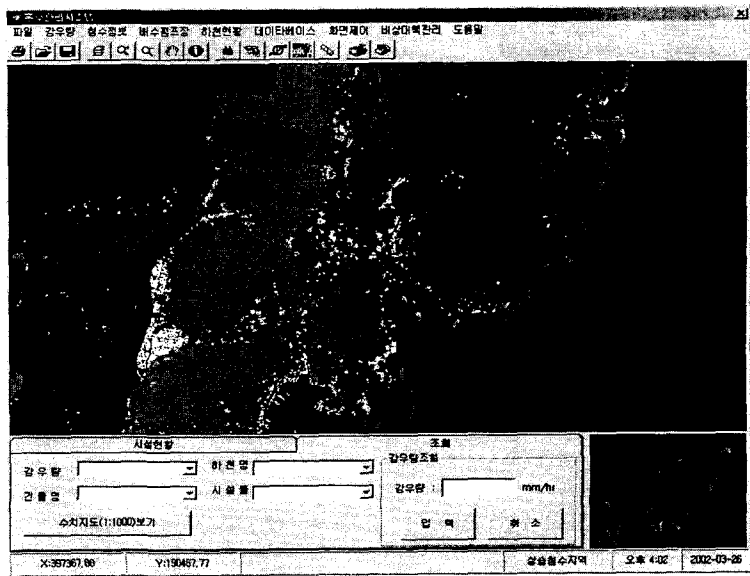 파일 강우량 침수정보 배수펌프장 하천현황 데이타베이스 화면제어 비상대책관리 도움말
시설현황
조회
강우량
하천명
건물명
시설물
수치지도(1:1000)보기
강우량조회
강우량 :
mm/hr
입 력
취 소
X:397367.88
Y:190467.77
상습침수지역
오후 4:02
2002-03-26